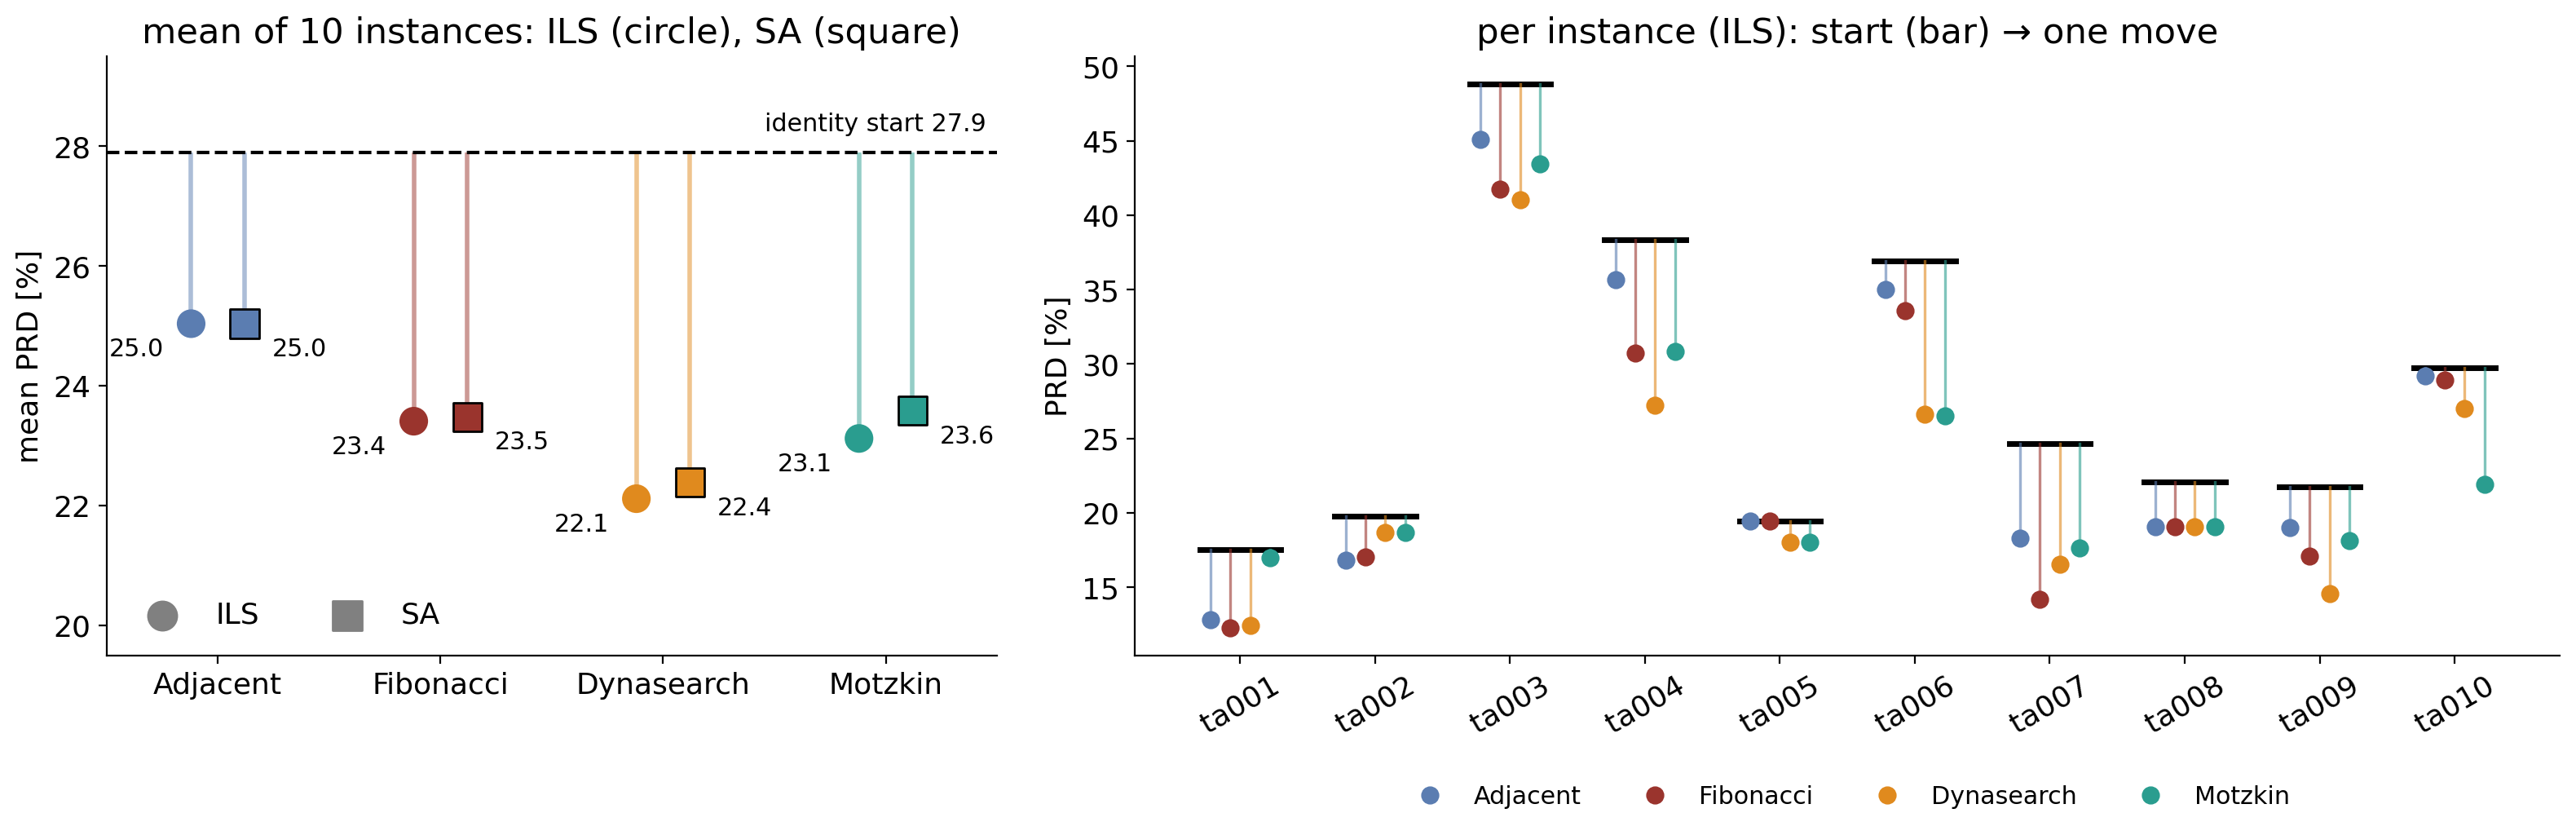 mean of 10 instances: ILS (circle), SA (square)
mean PRD [%]
28
26
24
22
20
identity start 27.9
25.0
25.0
23.4
23.5
22.1
22.4
23.1
23.6
ILS
SA
Adjacent
Fibonacci
Dynasearch
Motzkin
per instance (ILS): start (bar) → one move
PRD [%]
50
45
40
35
30
25
20
15
ta001
ta002
ta003
ta004
ta005
ta006
ta007
ta008
ta009
ta010
Adjacent
Fibonacci
Dynasearch
Motzkin